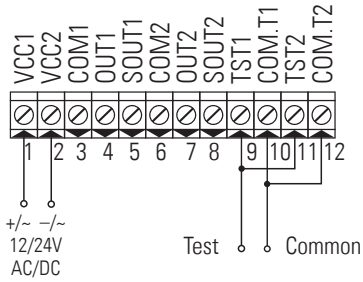 VCC1 VCC2 COM1 OUT1 SOUT1 COM2 OUT2 SOUT2 TST1 COM.T1 TST2 COM.T2
1 2 3 4 5 6 7 8 9 10 11 12
+/~ –/~
12/24V
AC/DC
Test Common